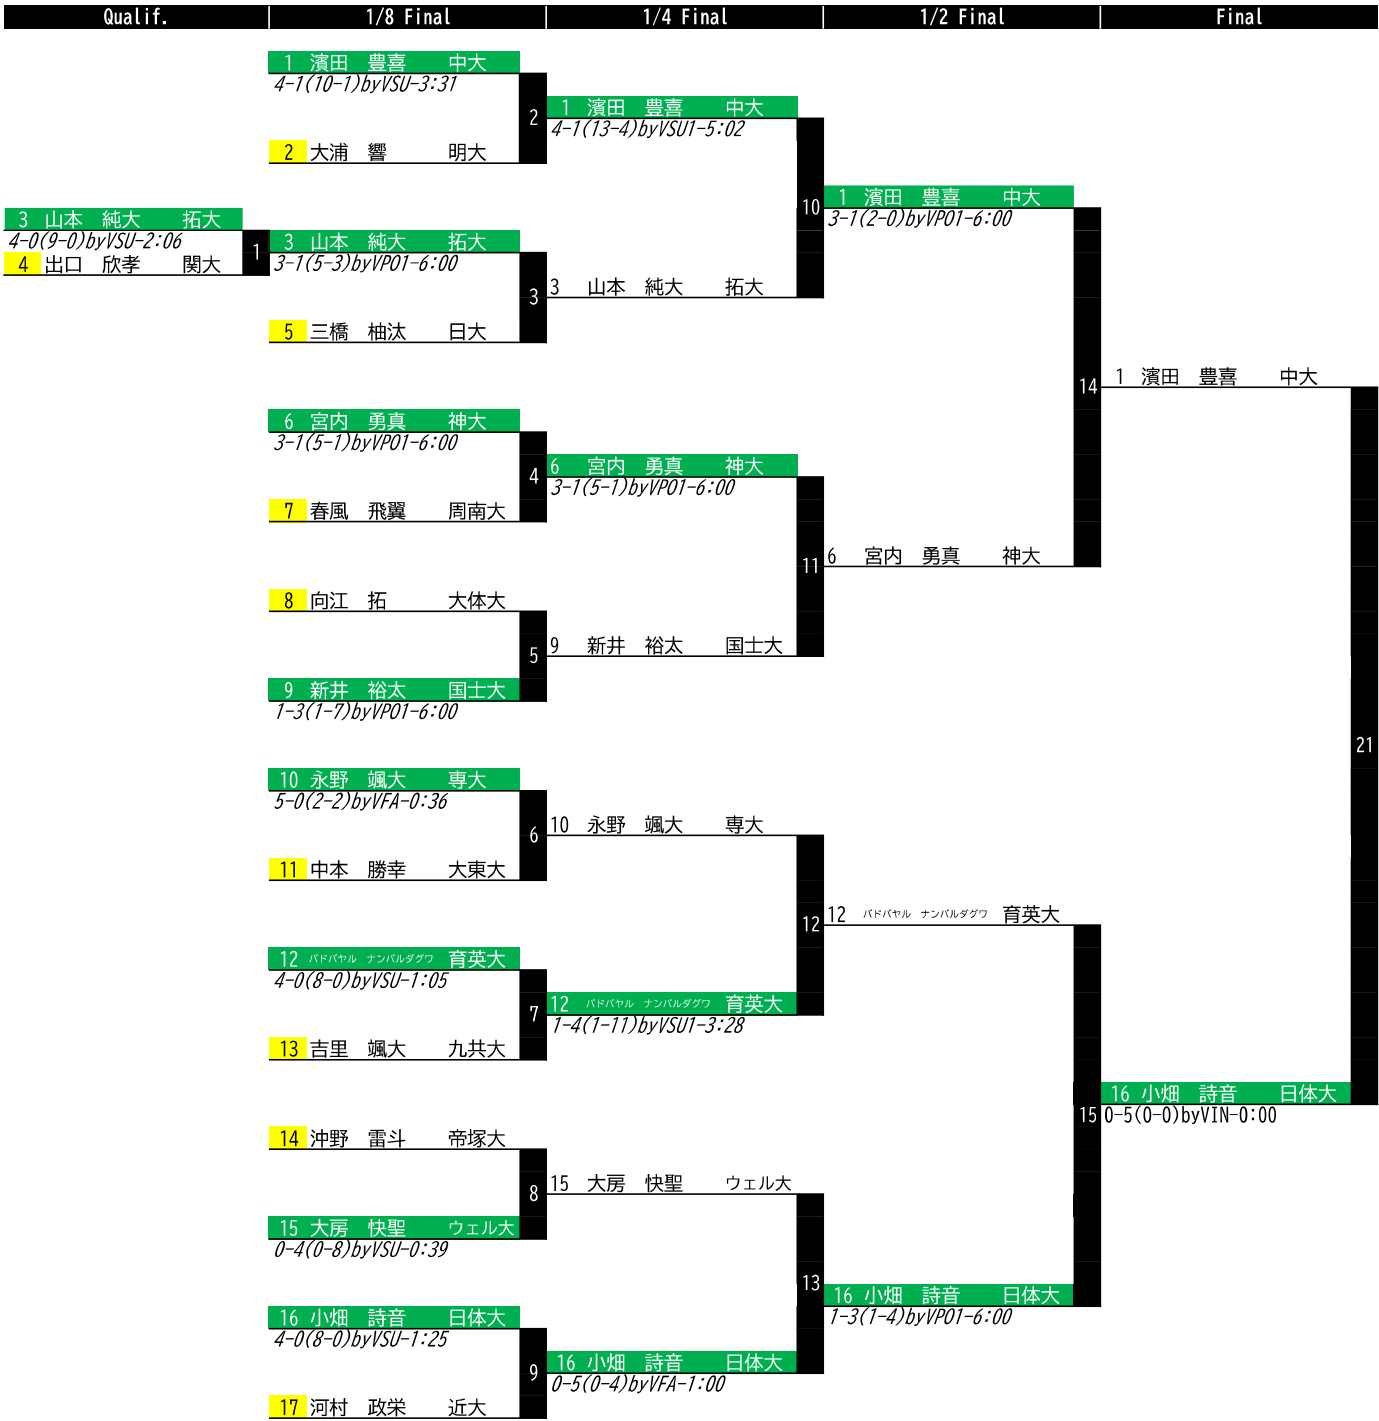 Qualif. 1/8 Final 1/4 Final 1/2 Final Final
1 濱田 豊喜 中大
4-1(10-1)byVSU-3:31
1 濱田 豊喜 中大
2
4-1(13-4)byVSU1-5:02
2 大浦 響 明大
1 濱田 豊喜 中大
10
3 山本 純大 拓大
3-1(2-0)byVPO1-6:00
4-0(9-0)byVSU-2:06
3 山本 純大 拓大
1
4 出口 欣孝 関大
3-1(5-3)byVPO1-6:00
3 山本 純大 拓大
3
5 三橋 柚汰 日大
1 濱田 豊喜 中大
14
6 宮内 勇真 神大
3-1(5-1)byVPO1-6:00
6 宮内 勇真 神大
4
3-1(5-1)byVPO1-6:00
7 春風 飛翼 周南大
6 宮内 勇真 神大
11
8 向江 拓 大体大
9 新井 裕太 国士大
5
9 新井 裕太 国士大
1-3(1-7)byVPO1-6:00
21
10 永野 颯大 専大
5-0(2-2)byVFA-0:36
10 永野 颯大 専大
6
11 中本 勝幸 大東大
12 バドバヤル ナンバルダグワ 育英大
12
12 バドバヤル ナンバルダグワ 育英大
4-0(8-0)byVSU-1:05
12 バドバヤル ナンバルダグワ 育英大
7
1-4(1-11)byVSU1-3:28
13 吉里 颯大 九共大
16 小畑 詩音 日体大
15
0-5(0-0)byVIN-0:00
14 沖野 雷斗 帝塚大
15 大房 快聖 ウェル大
8
15 大房 快聖 ウェル大
0-4(0-8)byVSU-0:39
13
16 小畑 詩音 日体大
16 小畑 詩音 日体大
1-3(1-4)byVPO1-6:00
4-0(8-0)byVSU-1:25
16 小畑 詩音 日体大
9
0-5(0-4)byVFA-1:00
17 河村 政栄 近大